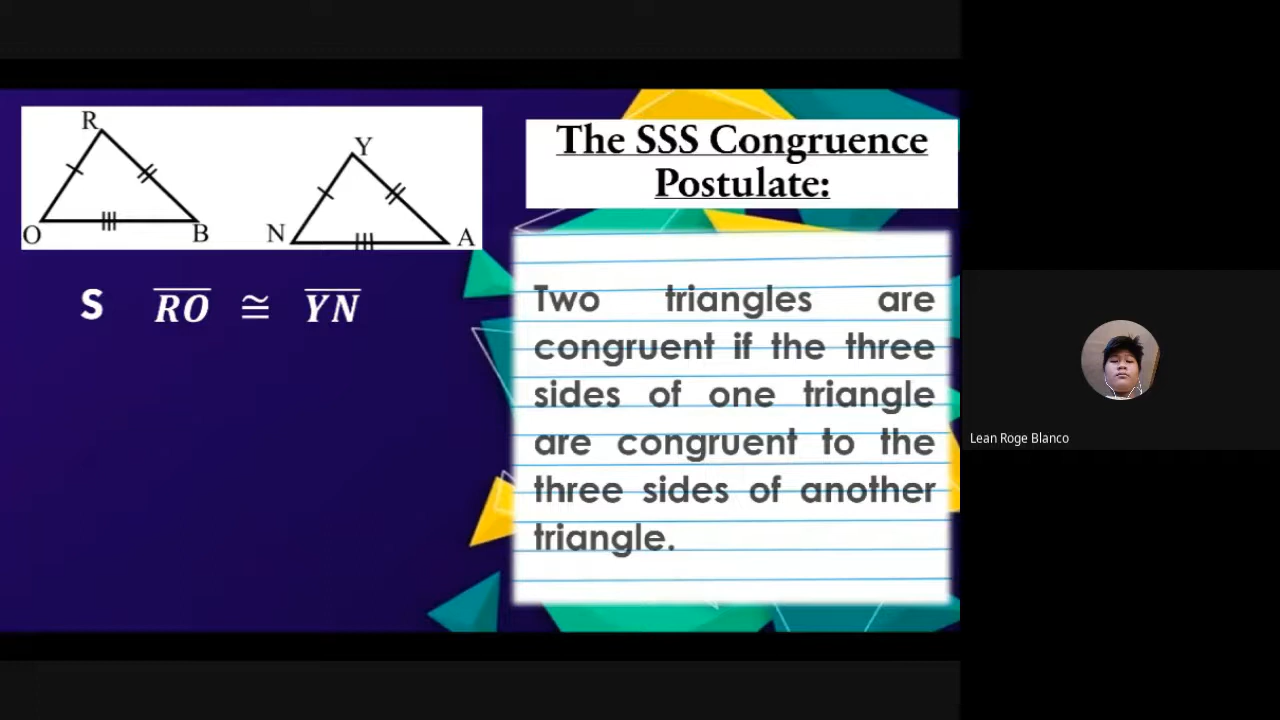 R
Y
O
B
N
A
S RO ≅ YN
The SSS Congruence
Postulate:
Two triangles are
congruent if the three
sides of one triangle
are congruent to the
three sides of another
triangle.
Lean Roge Blanco